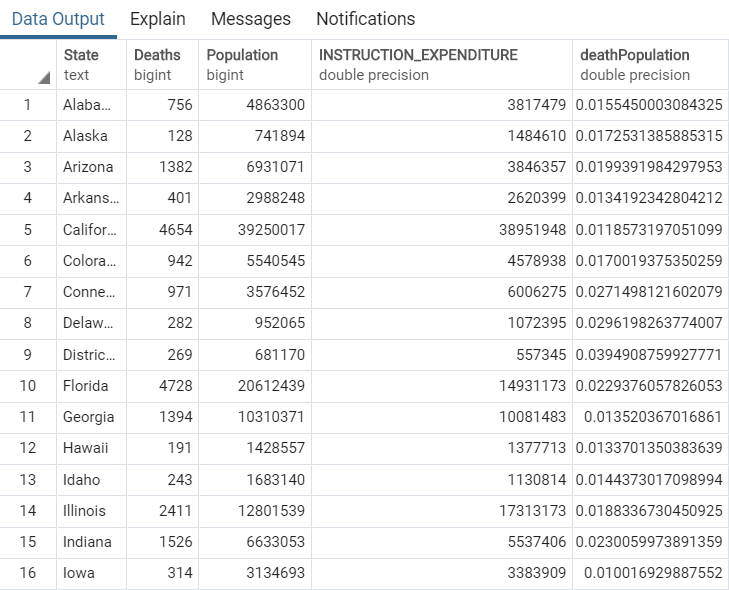 Data Output Explain Messages Notifications
State Deaths Population INSTRUCTION_EXPENDITURE deathPopulation
text bigint bigint double precision double precision
1 Alaba... 756 4863300 3817479 0.0155450003084325
2 Alaska 128 741894 1484610 0.0172531385885315
3 Arizona 1382 6931071 3846357 0.0199391984297953
4 Arkans... 401 2988248 2620399 0.0134192342804212
5 Califor... 4654 39250017 38951948 0.0118573197051099
6 Colora... 942 5540545 4578938 0.0170019375350259
7 Conne... 971 3576452 6006275 0.0271498121602079
8 Delaw... 282 952065 1072395 0.0296198263774007
9 Distric... 269 681170 557345 0.0394908759927771
10 Florida 4728 20612439 14931173 0.0229376057826053
11 Georgia 1394 10310371 10081483 0.013520367016861
12 Hawaii 191 1428557 1377713 0.0133701350383639
13 Idaho 243 1683140 1130814 0.0144373017098994
14 Illinois 2411 12801539 17313173 0.0188336730450925
15 Indiana 1526 6633053 5537406 0.0230059973891359
16 Iowa 314 3134693 3383909 0.010016929887552